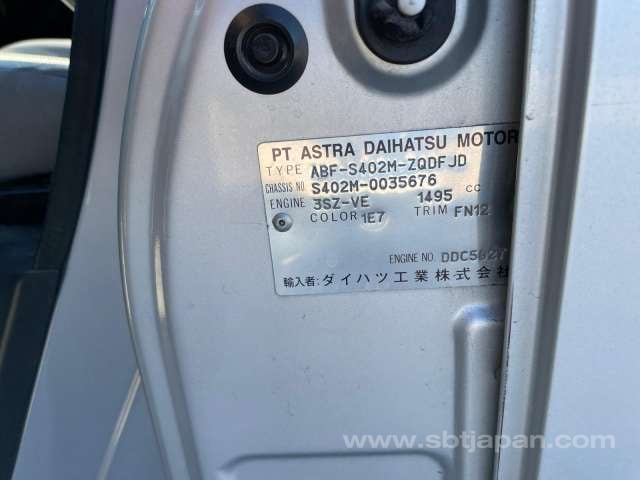 PT ASTRA DAIHATSU MOTOR
TYPE ABF-S402M-ZQDFJD
CHASSIS NO. S402M-0035676
ENGINE 3SZ-VE 1495 cc
COLOR 1E7 TRIM FN12
ENGINE NO.
輸入者: ダイハツ工業株式会
www.sbtjapan.com